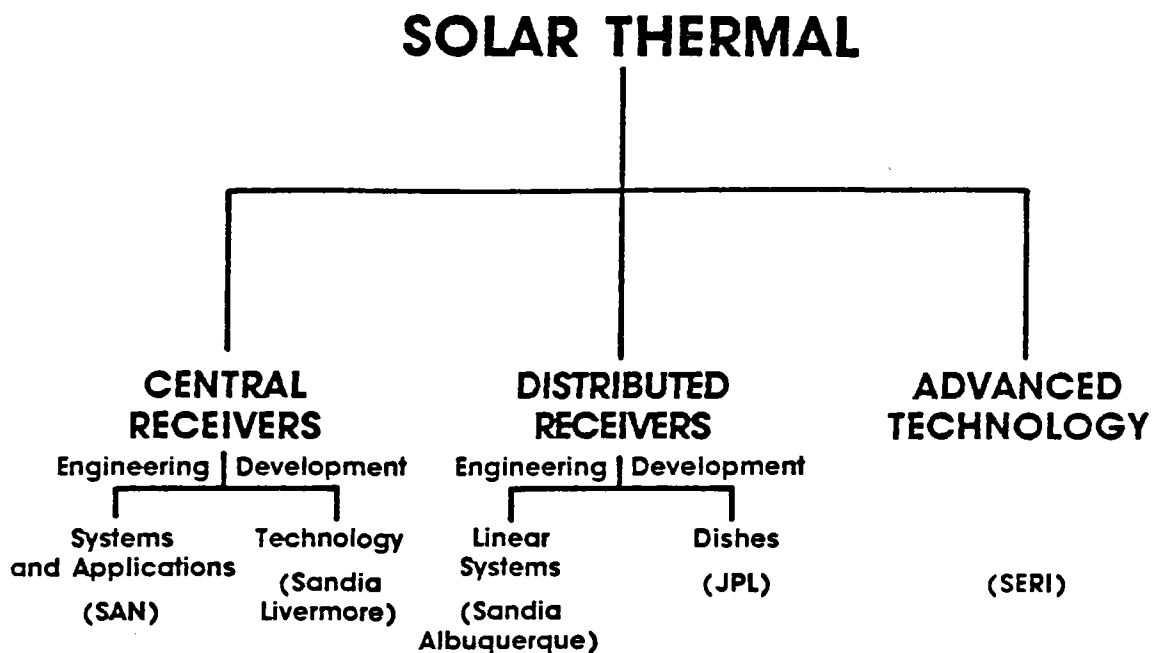 SOLAR THERMAL
CENTRAL
RECEIVERS
Engineering Development
Systems
and Applications
(SAN)
Technology
(Sandia
Livermore)
DISTRIBUTED
RECEIVERS
Engineering Development
Linear
Systems
(Sandia
Albuquerque)
Dishes
(JPL)
ADVANCED
TECHNOLOGY
(SERI)